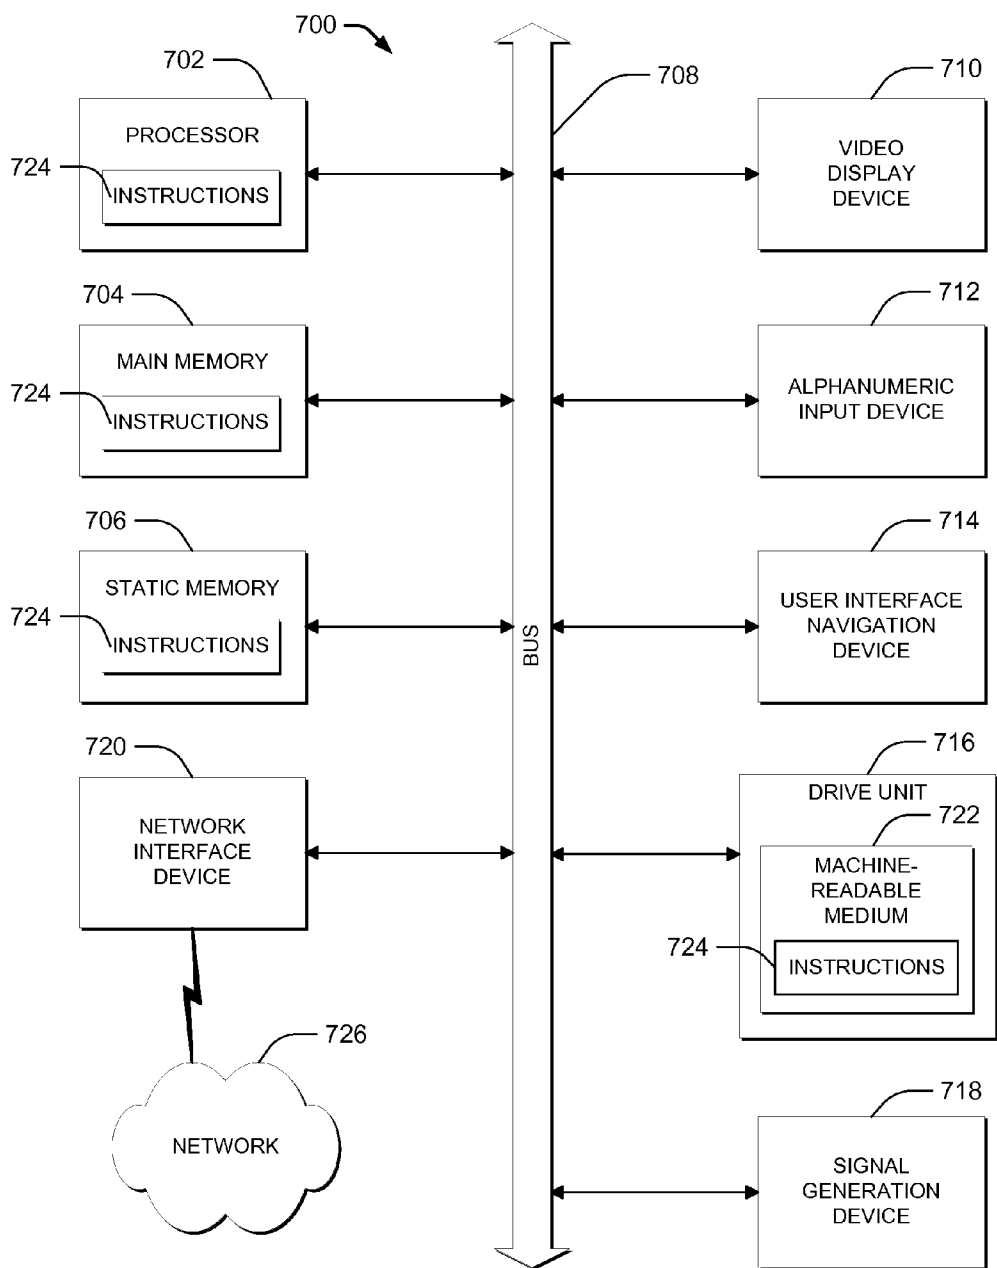 700
702
PROCESSOR
724
INSTRUCTIONS
704
MAIN MEMORY
724
INSTRUCTIONS
706
STATIC MEMORY
724
INSTRUCTIONS
720
NETWORK
INTERFACE
DEVICE
726
NETWORK
708
BUS
710
VIDEO
DISPLAY
DEVICE
712
ALPHANUMERIC
INPUT DEVICE
714
USER INTERFACE
NAVIGATION
DEVICE
716
DRIVE UNIT
722
MACHINE-
READABLE
MEDIUM
724
INSTRUCTIONS
718
SIGNAL
GENERATION
DEVICE